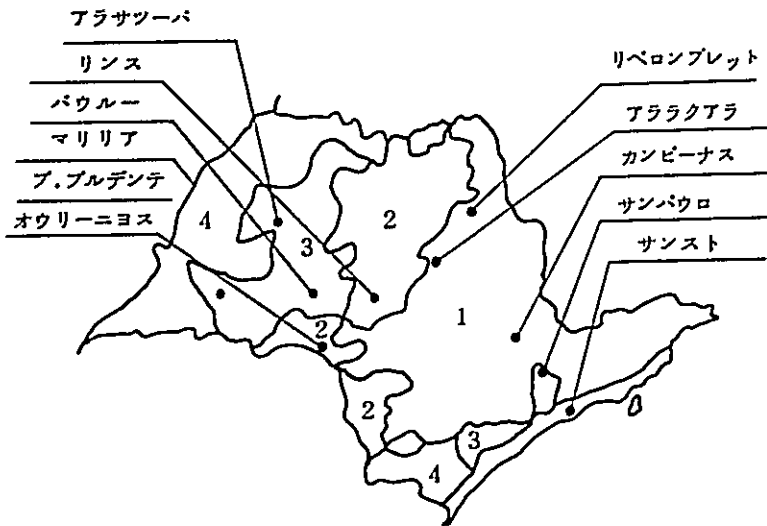 アラサツーバ
リンス
バウルー
マリリア
プ.プルデンテ
オウリーニヨス
リベロンプレット
アララクアラ
カンピーナス
サンパウロ
サンスト
4
3
2
1
2
2
3
4